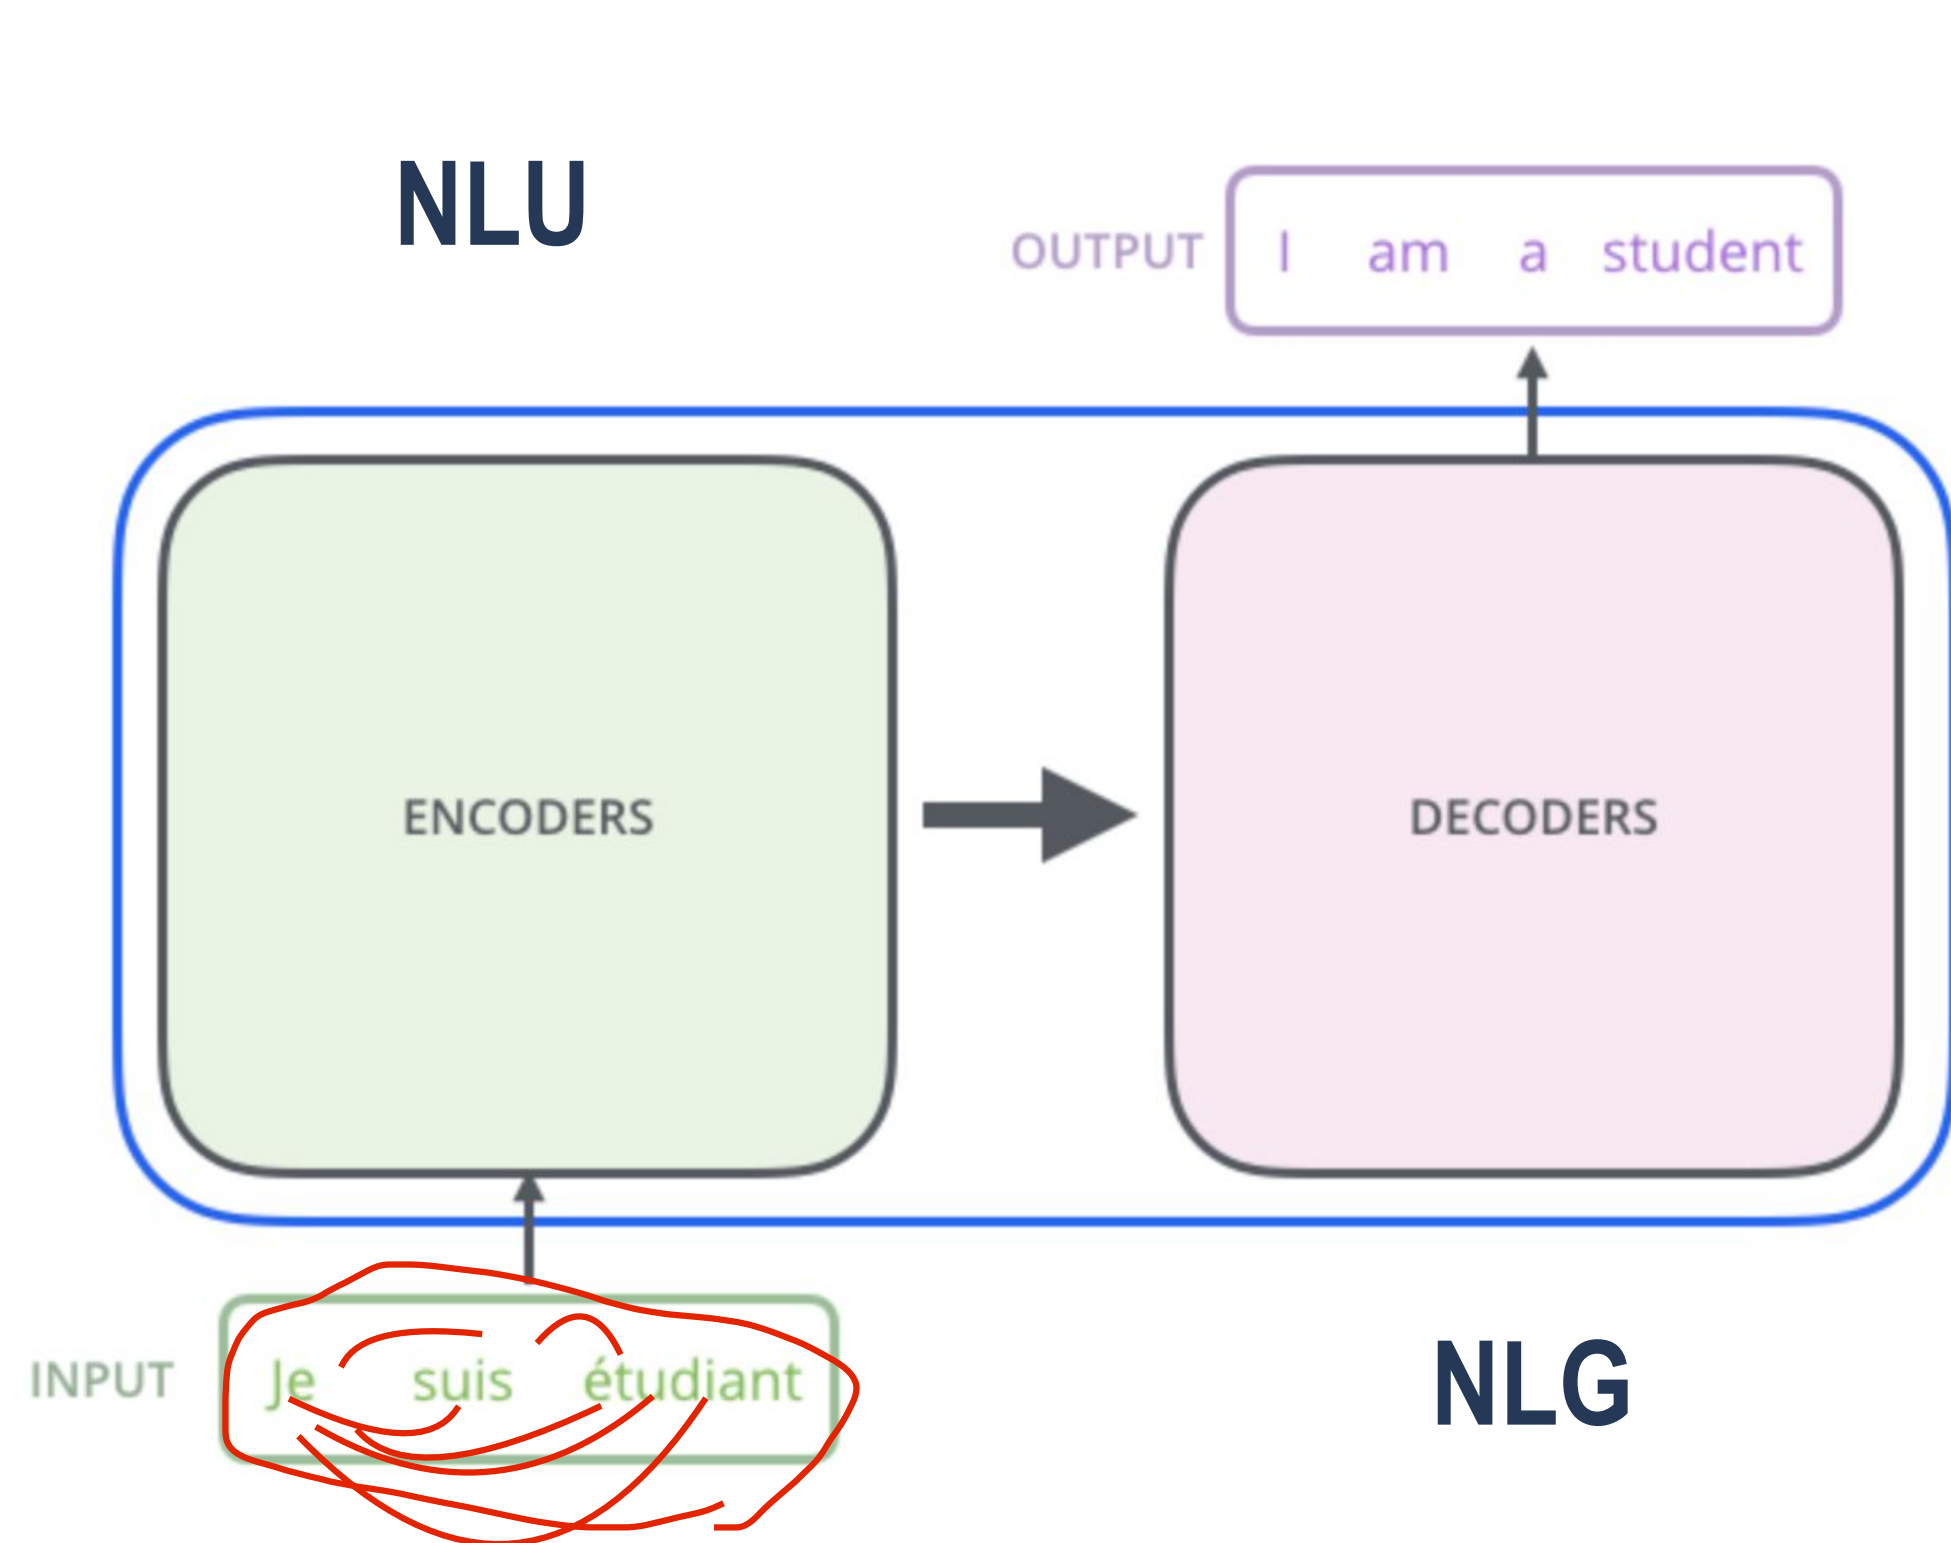 NLU
OUTPUT I am a student
ENCODERS
DECODERS
INPUT Je suis étudiant
NLG